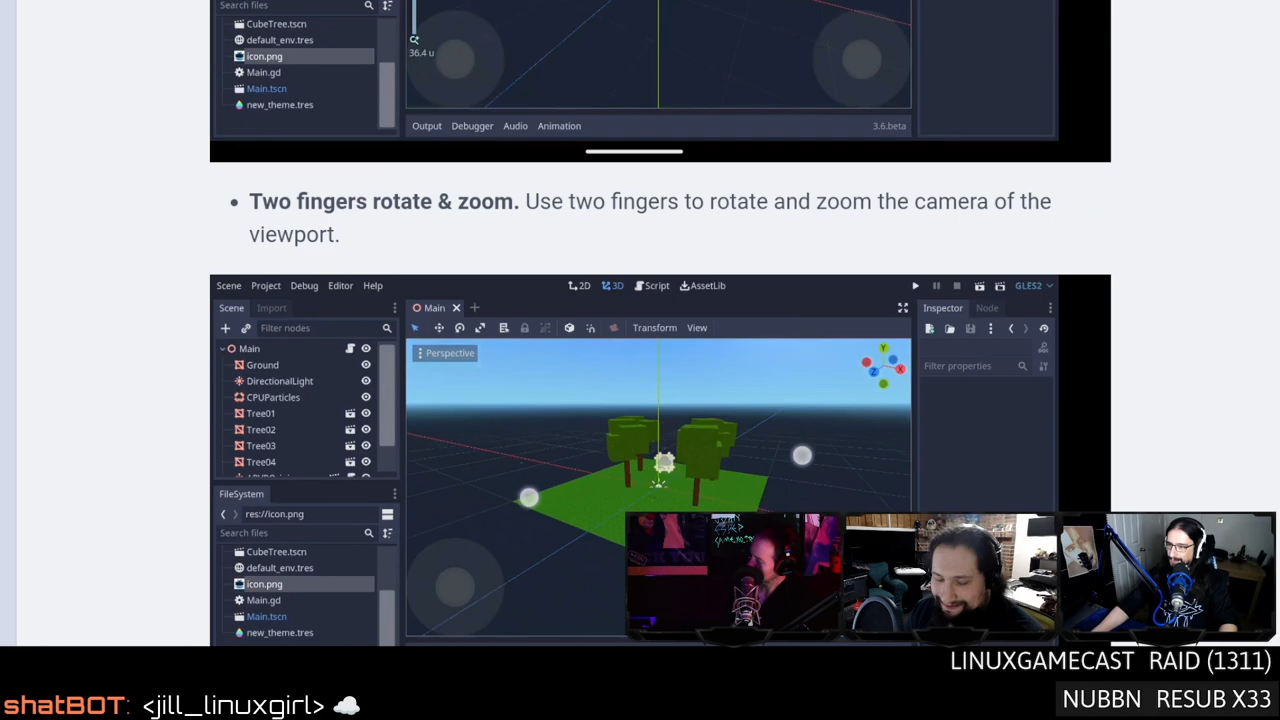 Search files
CubeTree.tscn
default_env.tres
icon.png
Main.gd
Main.tscn
new_theme.tres
36.4 u
Output Debugger Audio Animation 3.6.beta
• Two fingers rotate & zoom. Use two fingers to rotate and zoom the camera of the
viewport.
Scene Project Debug Editor Help 2D 3D Script AssetLib GLES2
Scene Import Main Inspector Node
Filter nodes Transform View
Main
Perspective
Y
X
Z
Filter properties
Ground
DirectionalLight
CPUParticles
Tree01
Tree02
Tree03
Tree04
FileSystem
res://icon.png
Search files
CubeTree.tscn
default_env.tres
icon.png
Main.gd
Main.tscn
new_theme.tres
LINUXGAMECAST RAID (1311)
NUBBN RESUB X33
shatBOT: <jill_linuxgirl> ☁️